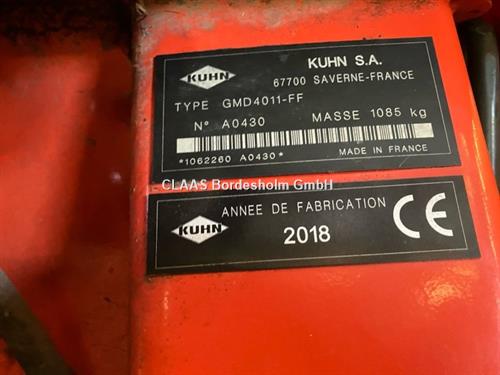 KUHN
KUHN S.A.
67700 SAVERNE-FRANCE
TYPE GMD4011-FF
N° A0430 MASSE 1085 kg
*1062260 A0430*
MADE IN FRANCE
CLAAS Bordesholm GmbH
KUHN
ANNEE DE FABRICATION
2018
CE